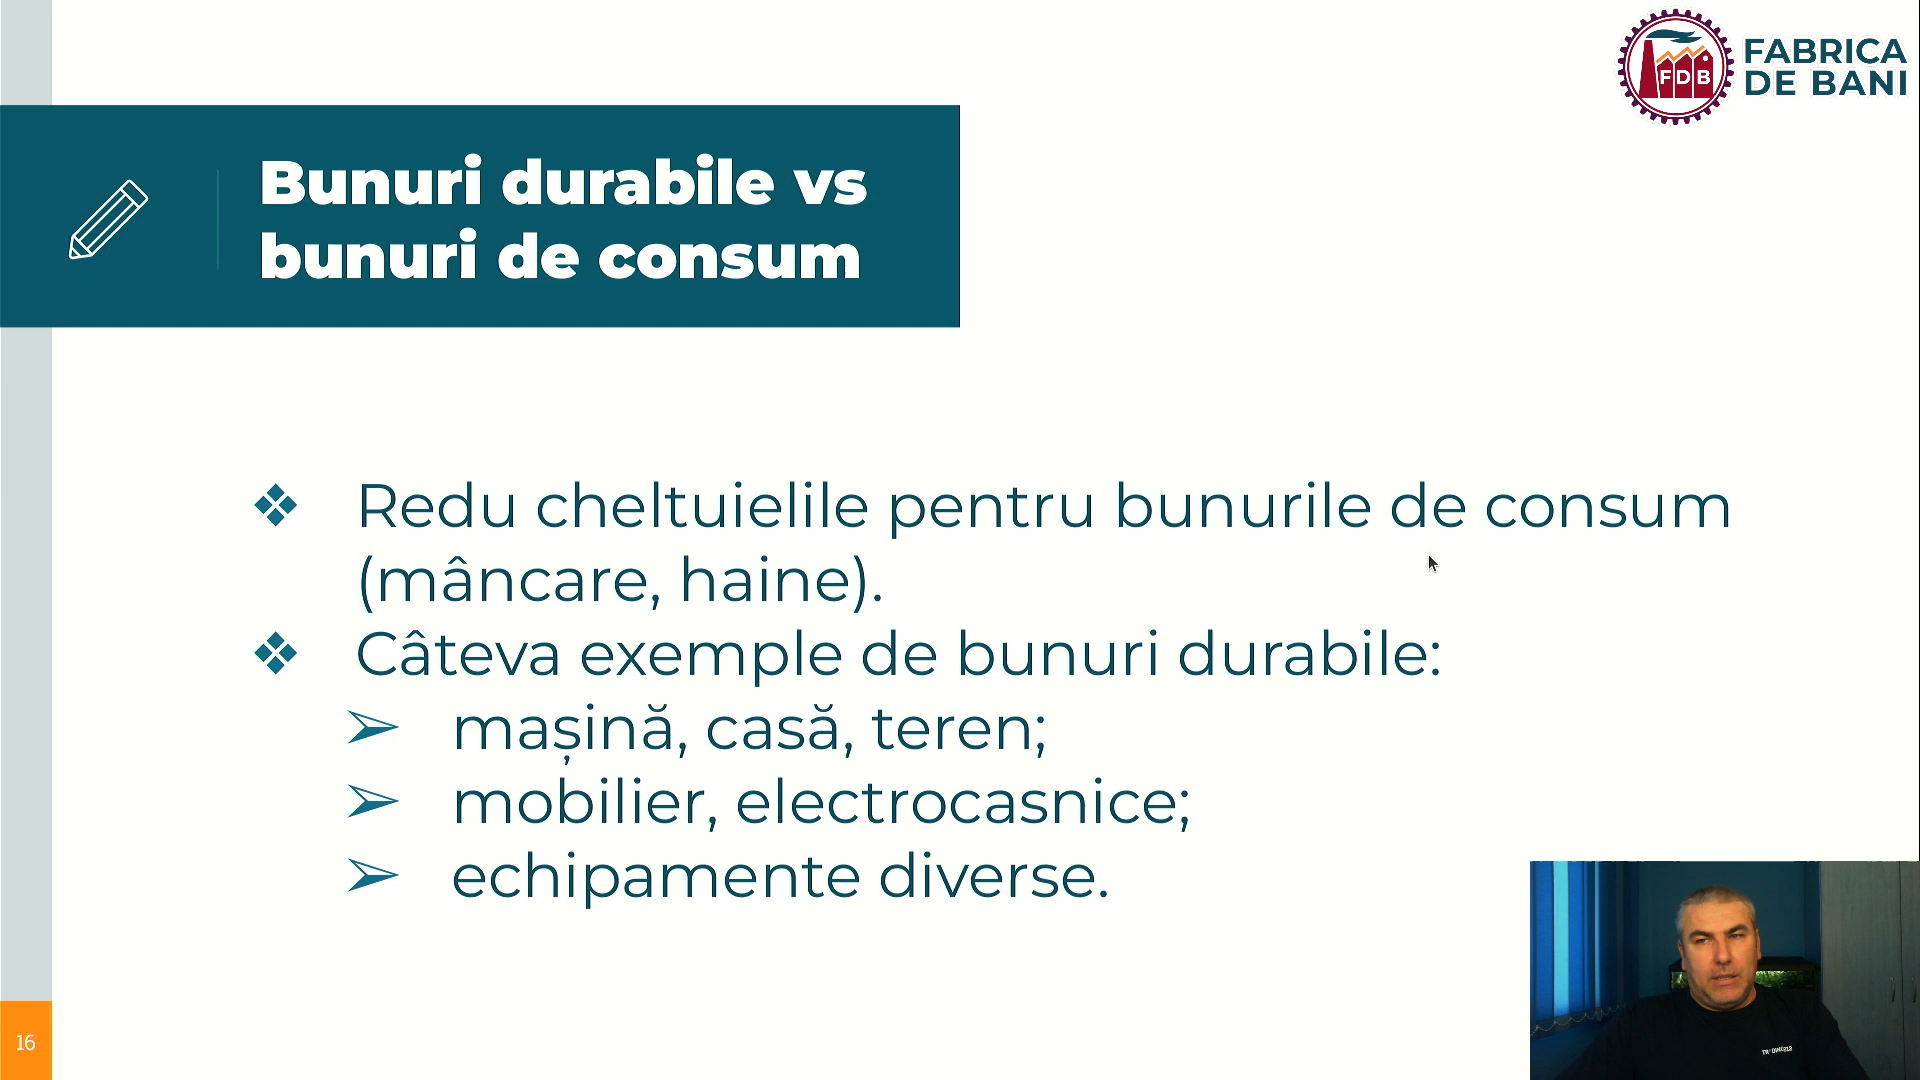 FDB
FABRICA
DE BANI
Bunuri durabile vs
bunuri de consum
❖ Redu cheltuielile pentru bunurile de consum
(mâncare, haine).
❖ Câteva exemple de bunuri durabile:
➢ mașină, casă, teren;
➢ mobilier, electrocasnice;
➢ echipamente diverse.
16